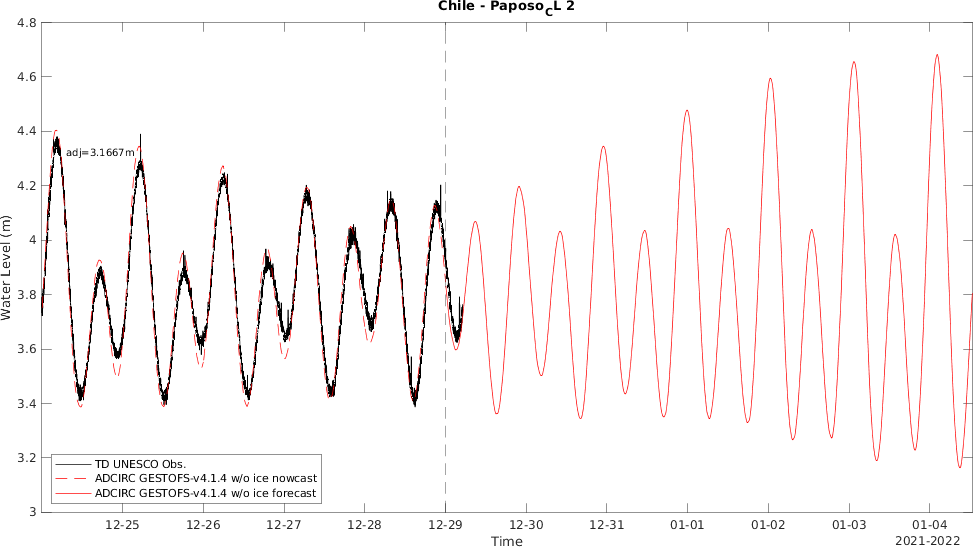 Chile - Paposo_CL 2
4.8
4.6
4.4
4.2
4
3.8
3.6
3.4
3.2
3
Water Level (m)
adj=3.1667m
TD UNESCO Obs.
ADCIRC GESTOFS-v4.1.4 w/o ice nowcast
ADCIRC GESTOFS-v4.1.4 w/o ice forecast
12-25 12-26 12-27 12-28 12-29 12-30 12-31 01-01 01-02 01-03 01-04
Time
2021-2022